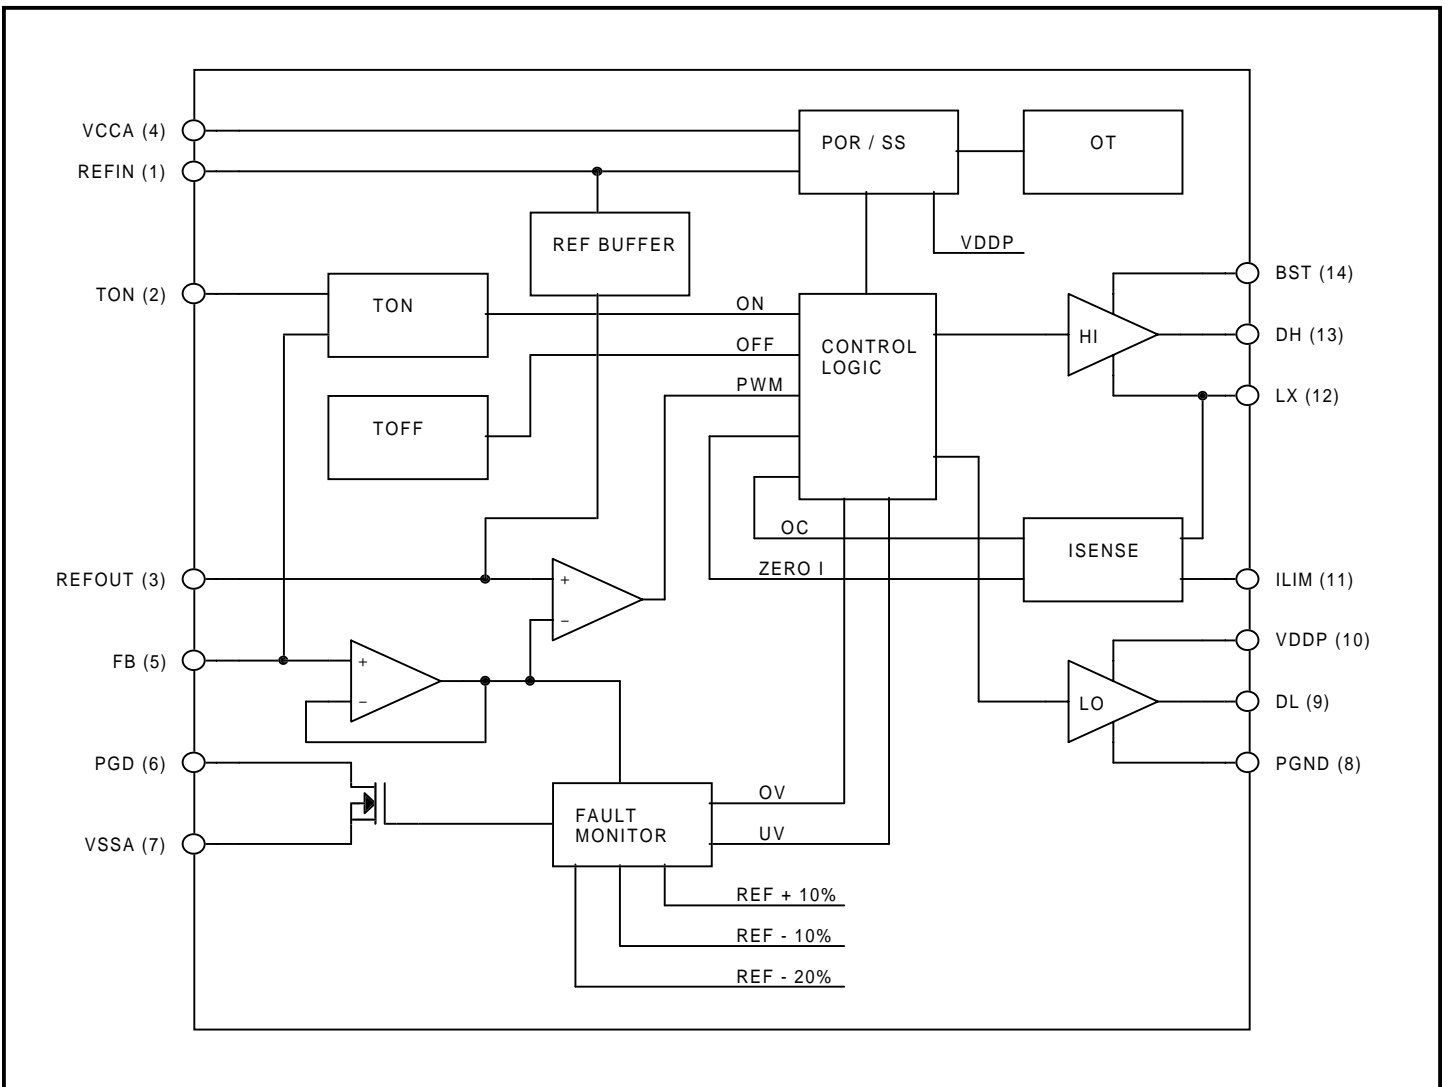 VCCA (4)
REFIN (1)
POR / SS
OT
REF BUFFER
VDDP
TON (2)
TON
ON
OFF
PWM
CONTROL
LOGIC
HI
BST (14)
DH (13)
LX (12)
TOFF
OC
ZERO I
ISENSE
REFOUT (3)
+
-
ILIM (11)
FB (5)
+
-
VDDP (10)
LO
DL (9)
PGND (8)
PGD (6)
VSSA (7)
FAULT
MONITOR
OV
UV
REF + 10%
REF - 10%
REF - 20%